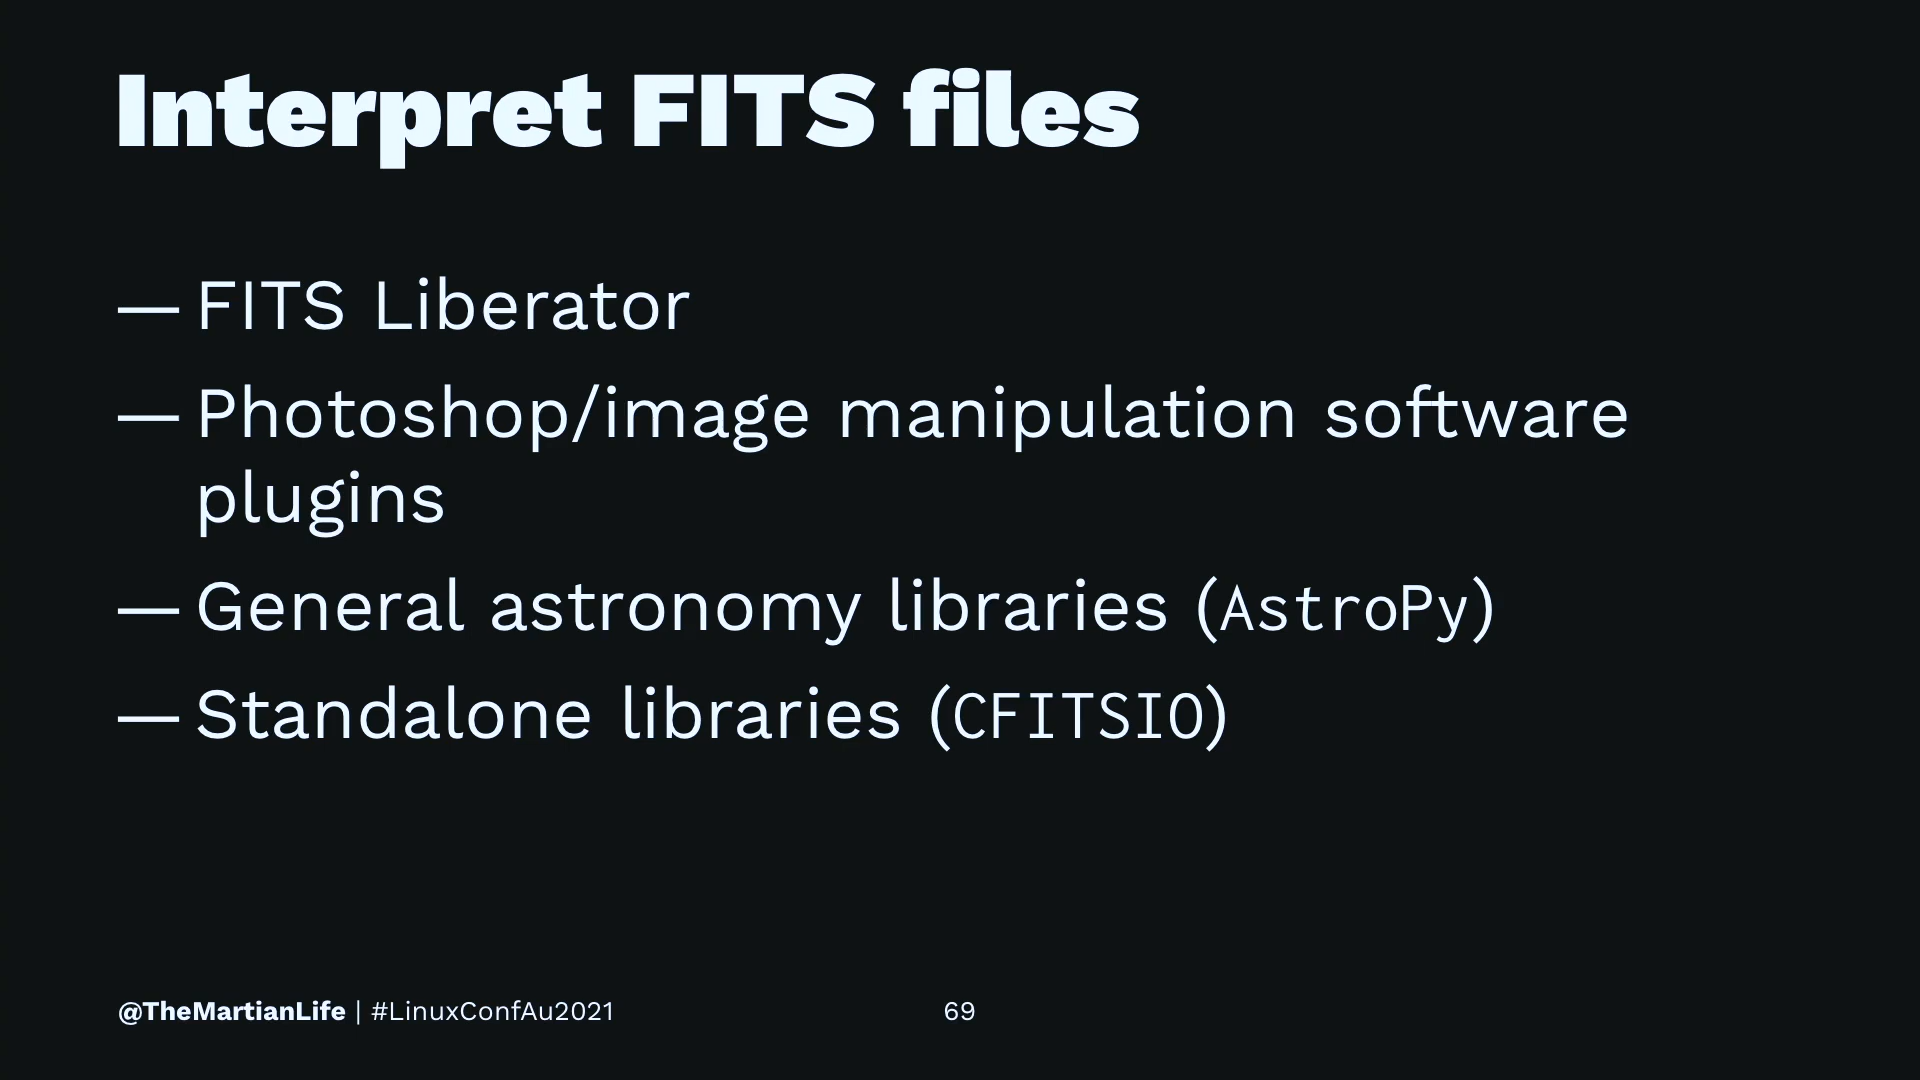 Interpret FITS files
— FITS Liberator
— Photoshop/image manipulation software
plugins
— General astronomy libraries (AstroPy)
— Standalone libraries (CFITSIO)
@TheMartianLife | #LinuxConfAu2021
69